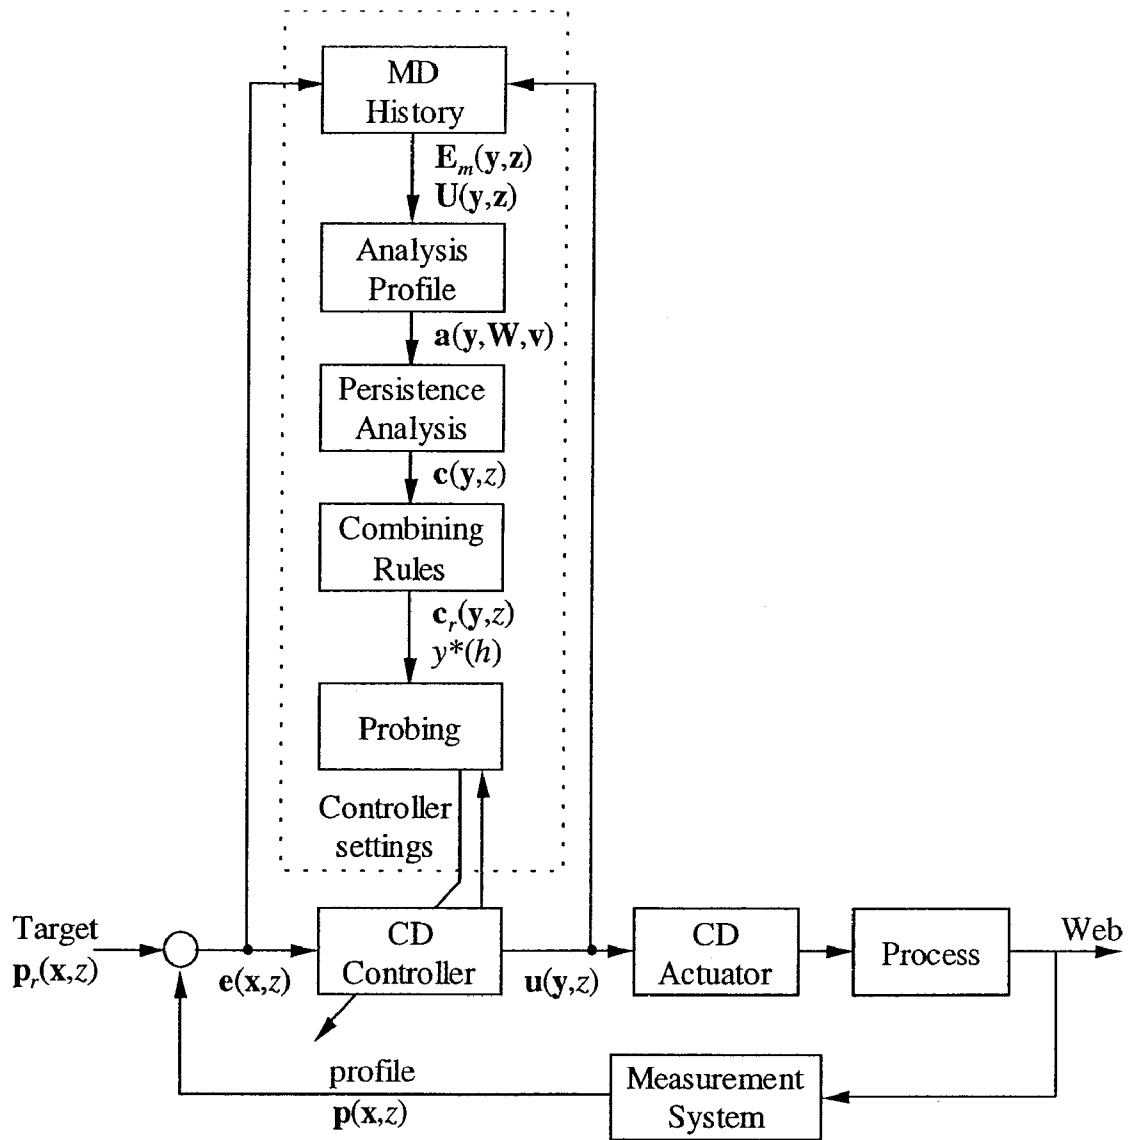 MD
History
E_m(y,z)
U(y,z)
Analysis
Profile
a(y,W,v)
Persistence
Analysis
c(y,z)
Combining
Rules
c_r(y,z)
y*(h)
Probing
Controller
settings
Target
p_r(x,z)
e(x,z)
CD
Controller
u(y,z)
CD
Actuator
Process
Web
profile
p(x,z)
Measurement
System